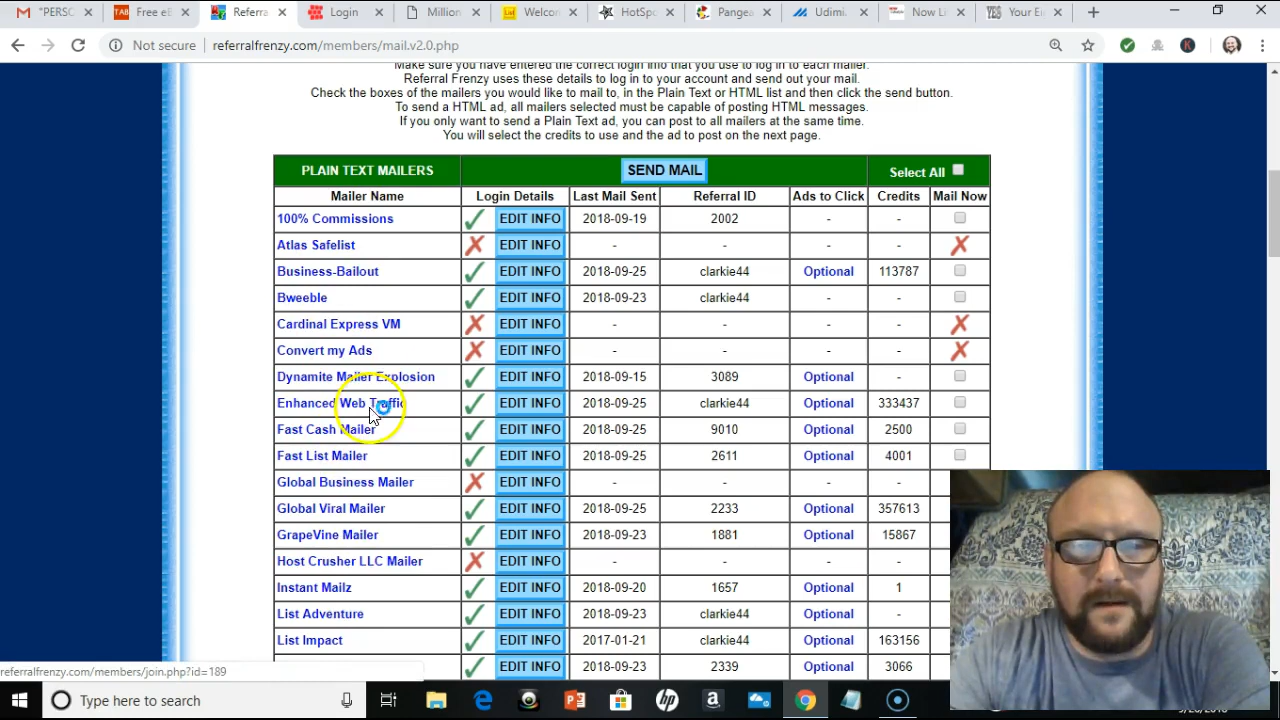 "PERSO
Free eB
Referra
Login
Million
Welcom
HotSpo
Pangea
Udimi.
Now Li
Your Ei
Not secure
referralfrenzy.com/members/mail.v2.0.php
Make sure you have entered the correct login info that you use to log in to each mailer.
Referral Frenzy uses these details to log in to your account and send out your mail.
Check the boxes of the mailers you would like to mail to, in the Plain Text or HTML list and then click the send button.
To send a HTML ad, all mailers selected must be capable of posting HTML messages.
If you only want to send a Plain Text ad, you can post to all mailers at the same time.
You will select the credits to use and the ad to post on the next page.
PLAIN TEXT MAILERS SEND MAIL Select All
Mailer Name Login Details Last Mail Sent Referral ID Ads to Click Credits Mail Now
100% Commissions EDIT INFO 2018-09-19 2002 - -
Atlas Safelist EDIT INFO - - - -
Business-Bailout EDIT INFO 2018-09-25 clarkie44 Optional 113787
Bweeble EDIT INFO 2018-09-23 clarkie44 - -
Cardinal Express VM EDIT INFO - - - -
Convert my Ads EDIT INFO - - - -
Dynamite Mailer Explosion EDIT INFO 2018-09-15 3089 Optional -
Enhanced Web Traffic EDIT INFO 2018-09-25 clarkie44 Optional 333437
Fast Cash Mailer EDIT INFO 2018-09-25 9010 Optional 2500
Fast List Mailer EDIT INFO 2018-09-25 2611 Optional 4001
Global Business Mailer EDIT INFO - - - -
Global Viral Mailer EDIT INFO 2018-09-25 2233 Optional 357613
GrapeVine Mailer EDIT INFO 2018-09-23 1881 Optional 15867
Host Crusher LLC Mailer EDIT INFO - - - -
Instant Mailz EDIT INFO 2018-09-20 1657 Optional 1
List Adventure EDIT INFO 2018-09-23 clarkie44 Optional -
List Impact EDIT INFO 2017-01-21 clarkie44 Optional 163156
EDIT INFO 2018-09-23 2339 Optional 3066
referralfrenzy.com/members/join.php?id=189
Type here to search